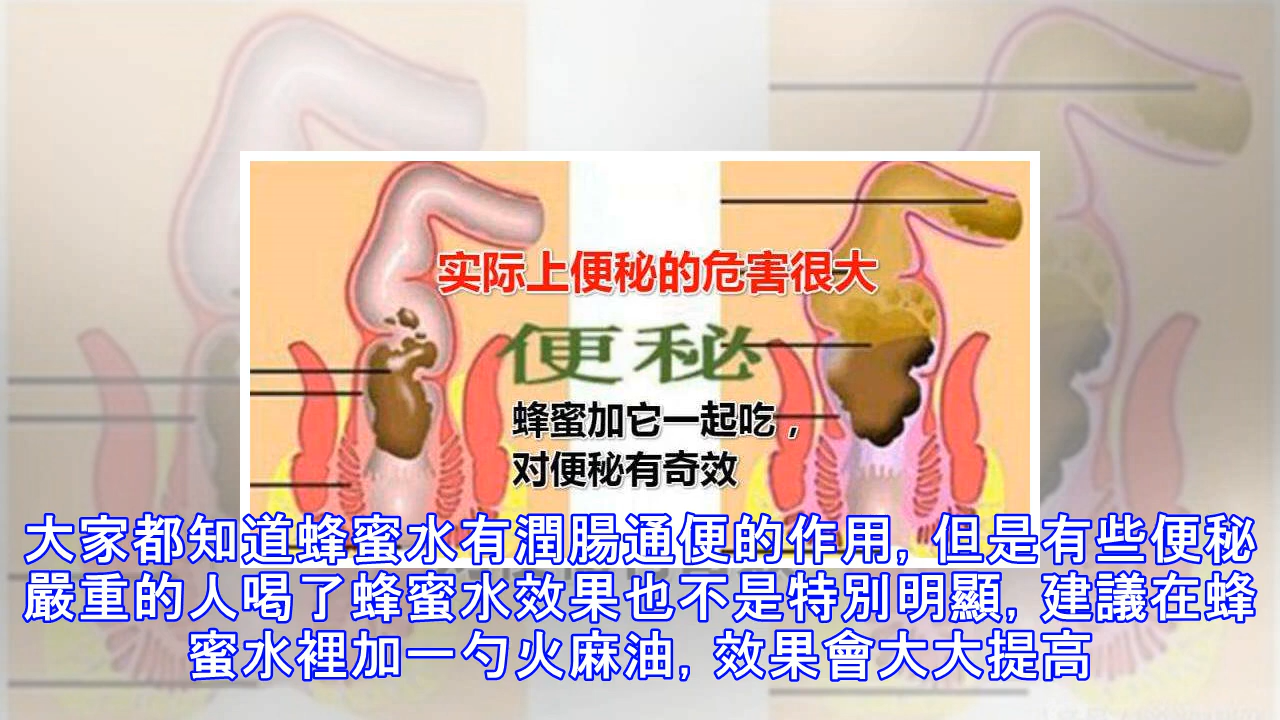 实际上便秘的危害很大
便秘
蜂蜜加它一起吃，
对便秘有奇效
大家都知道蜂蜜水有潤腸通便的作用, 但是有些便秘
嚴重的人喝了蜂蜜水效果也不是特別明顯, 建議在蜂
蜜水裡加一勺火麻油, 效果會大大提高